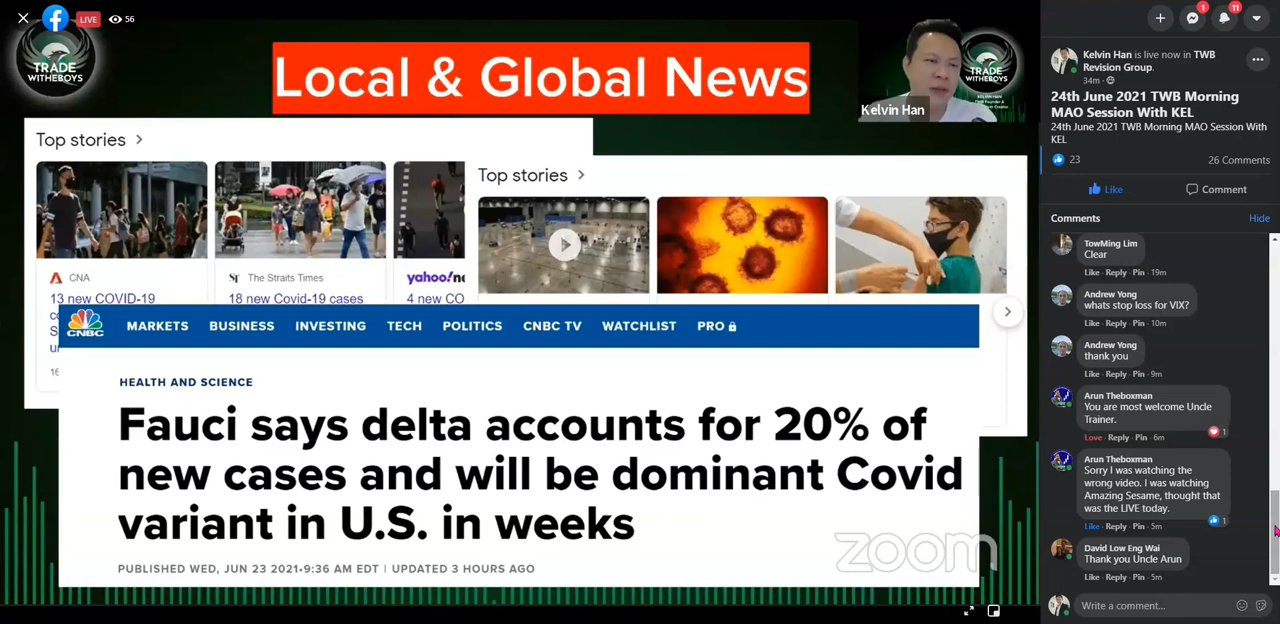 LIVE
56
TRADE
WITHEBOYS
Local & Global News
TRADE
WITHEBOYS
Kelvin Han
Top stories
CNA
13 new COVID-19
The Straits Times
18 new Covid-19 cases
4 new CO
Top stories
CNBC
MARKETS BUSINESS INVESTING TECH POLITICS CNBC TV WATCHLIST PRO
HEALTH AND SCIENCE
Fauci says delta accounts for 20% of
new cases and will be dominant Covid
variant in U.S. in weeks
PUBLISHED WED, JUN 23 2021•9:36 AM EDT | UPDATED 3 HOURS AGO
zoom
1
11
Kelvin Han is live now in TWB
Revision Group.
34m ·
24th June 2021 TWB Morning
MAO Session With KEL
24th June 2021 TWB Morning MAO Session With
KEL
23
26 Comments
Like
Comment
Comments
Hide
TowMing Lim
Clear
Like · Reply · Pin · 19m
Andrew Yong
whats stop loss for VIX?
Like · Reply · Pin · 10m
Andrew Yong
thank you
Like · Reply · Pin · 9m
Arun Theboxman
You are most welcome Uncle
Trainer.
1
Love · Reply · Pin · 6m
Arun Theboxman
Sorry I was watching the
wrong video. I was watching
Amazing Sesame, thought that
was the LIVE today.
1
Like · Reply · Pin · 5m
David Low Eng Wai
Thank you Uncle Arun
Like · Reply · Pin · 5m
Write a comment...